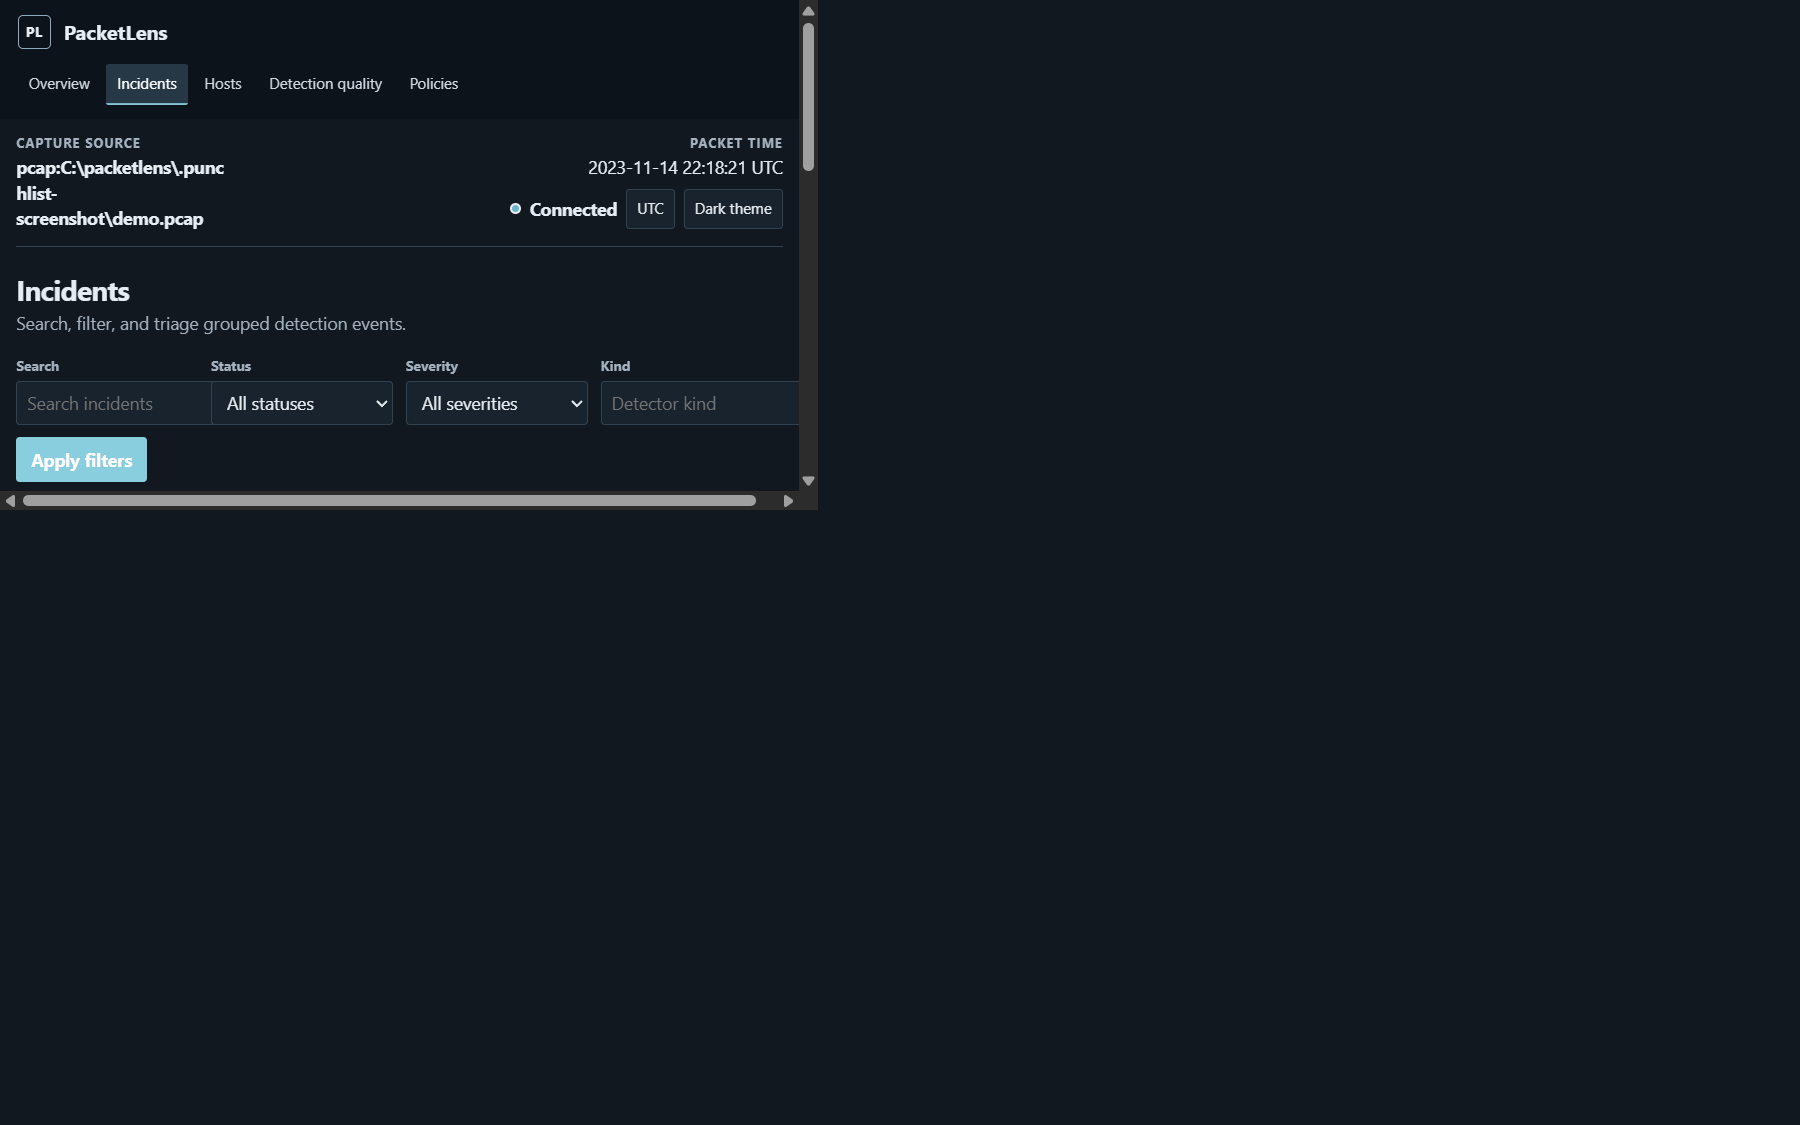 PL PacketLens
Overview Incidents Hosts Detection quality Policies
CAPTURE SOURCE
pcap:C:\packetlens\.punc
hlist-
screenshot\demo.pcap
PACKET TIME
2023-11-14 22:18:21 UTC
Connected UTC Dark theme
Incidents
Search, filter, and triage grouped detection events.
Search Status Severity Kind
Search incidents All statuses All severities Detector kind
Apply filters